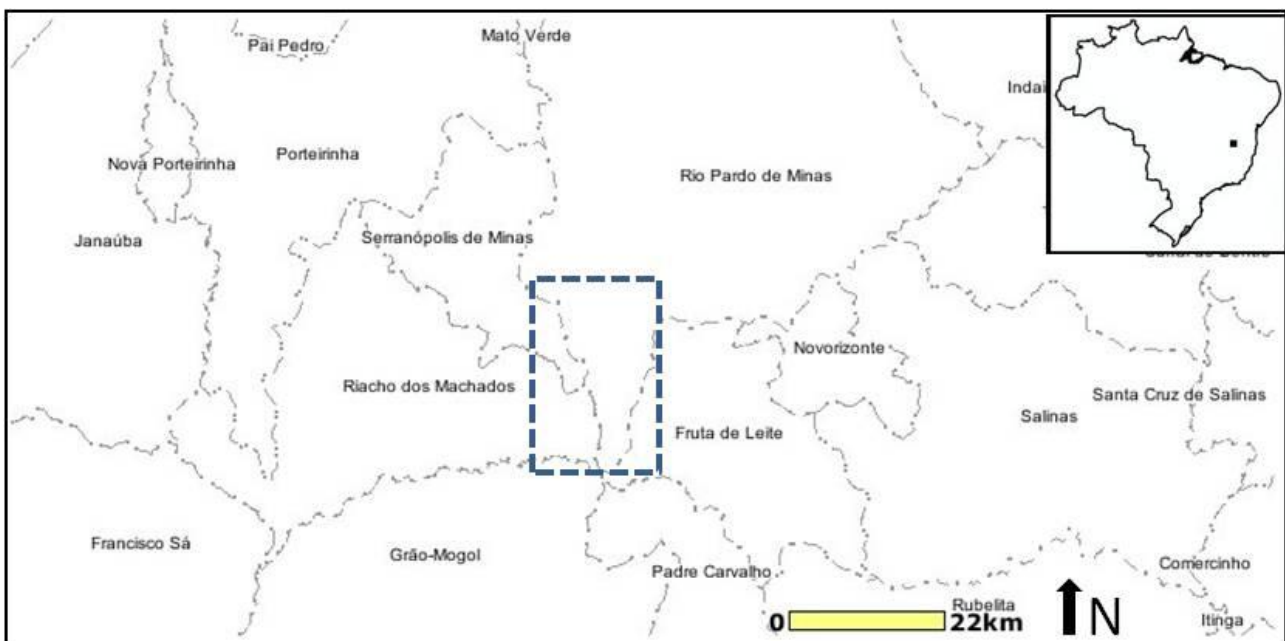 Pai Pedro
Mato Verde
Indai
Nova Porteirinha
Porteirinha
Rio Pardo de Minas
Janaúba
Serranópolis de Minas
Novorizonte
Riacho dos Machados
Santa Cruz de Salinas
Fruta de Leite
Salinas
Francisco Sá
Grão-Mogol
Padre Carvalho
Comercinho
Rubelita
0 22km
N
Itinga